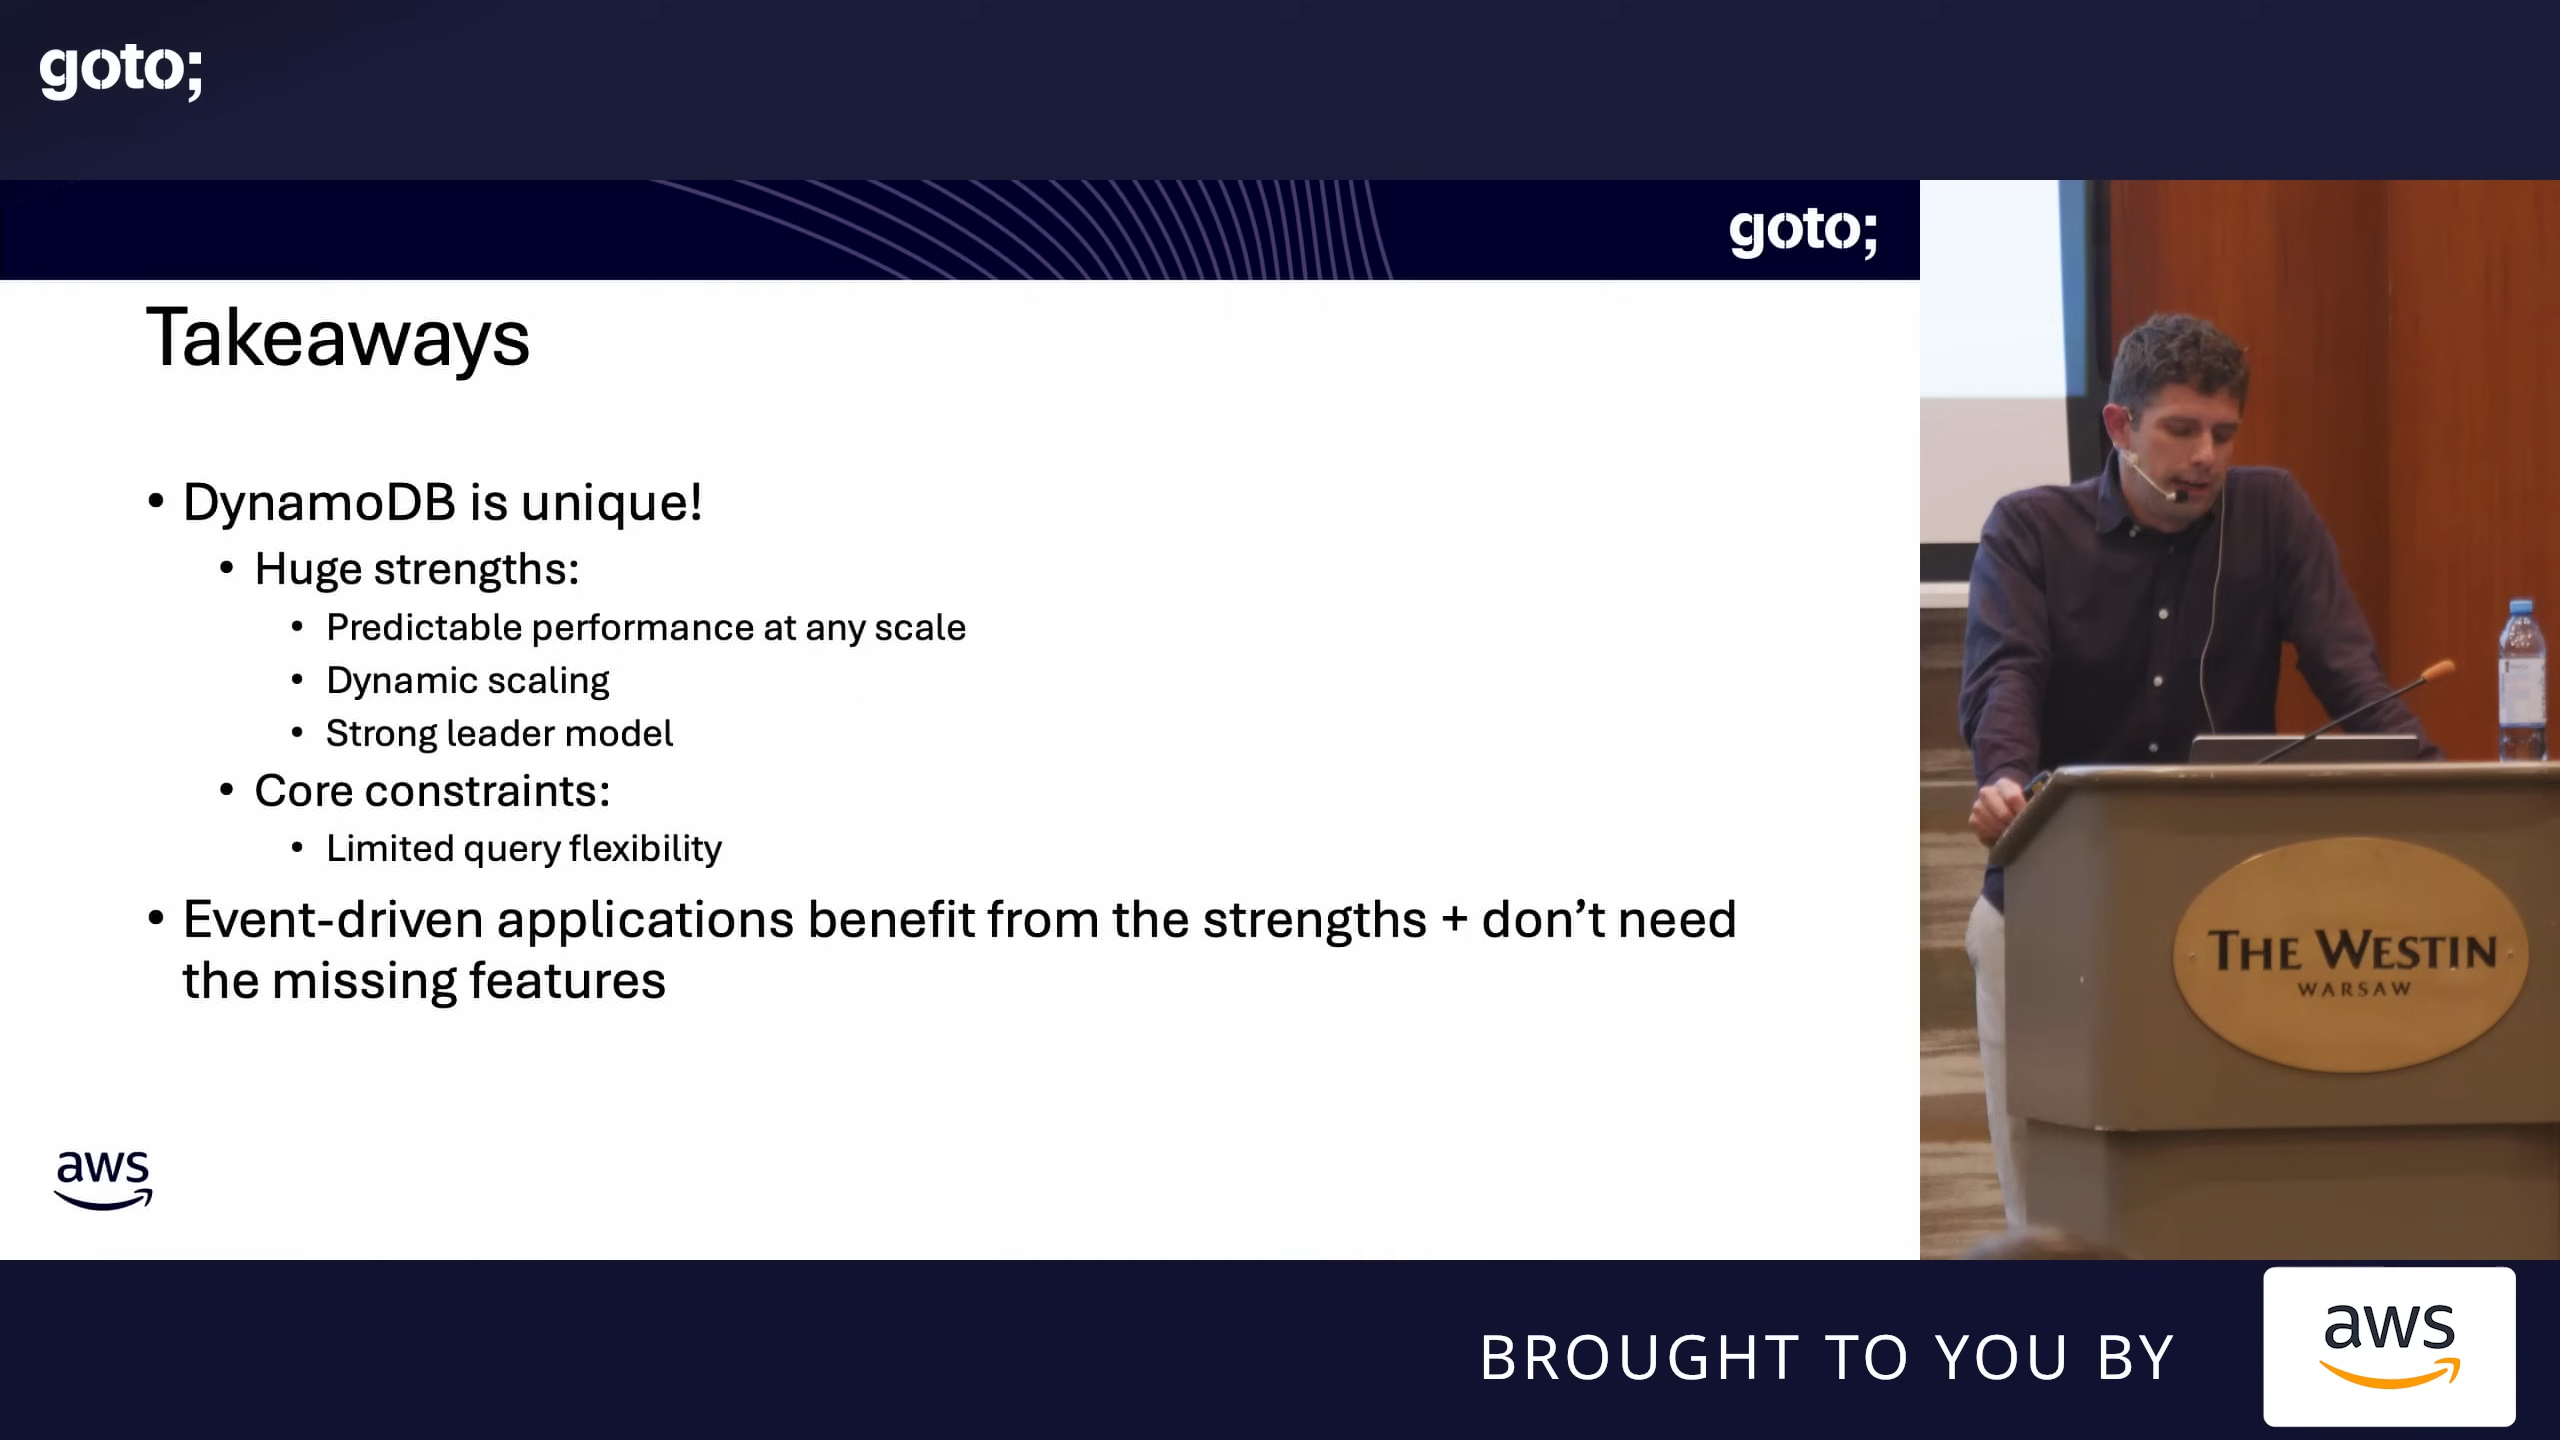 goto;
goto;
Takeaways
• DynamoDB is unique!
• Huge strengths:
• Predictable performance at any scale
• Dynamic scaling
• Strong leader model
• Core constraints:
• Limited query flexibility
• Event-driven applications benefit from the strengths + don't need
the missing features
aws
THE WESTIN
WARSAW
BROUGHT TO YOU BY
aws